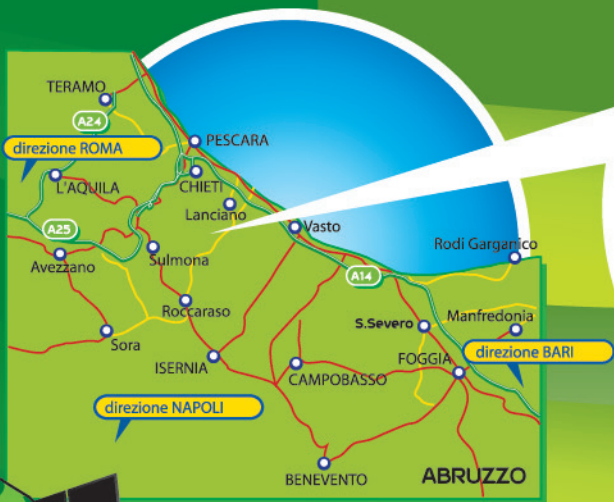 TERAMO
A24
direzione ROMA
PESCARA
L'AQUILA
CHIETI
Lanciano
A25
Vasto
Avezzano
Sulmona
Rodi Garganico
A14
Roccaraso
S.Severo
Manfredonia
Sora
ISERNIA
CAMPOBASSO
FOGGIA
direzione BARI
direzione NAPOLI
BENEVENTO
ABRUZZO